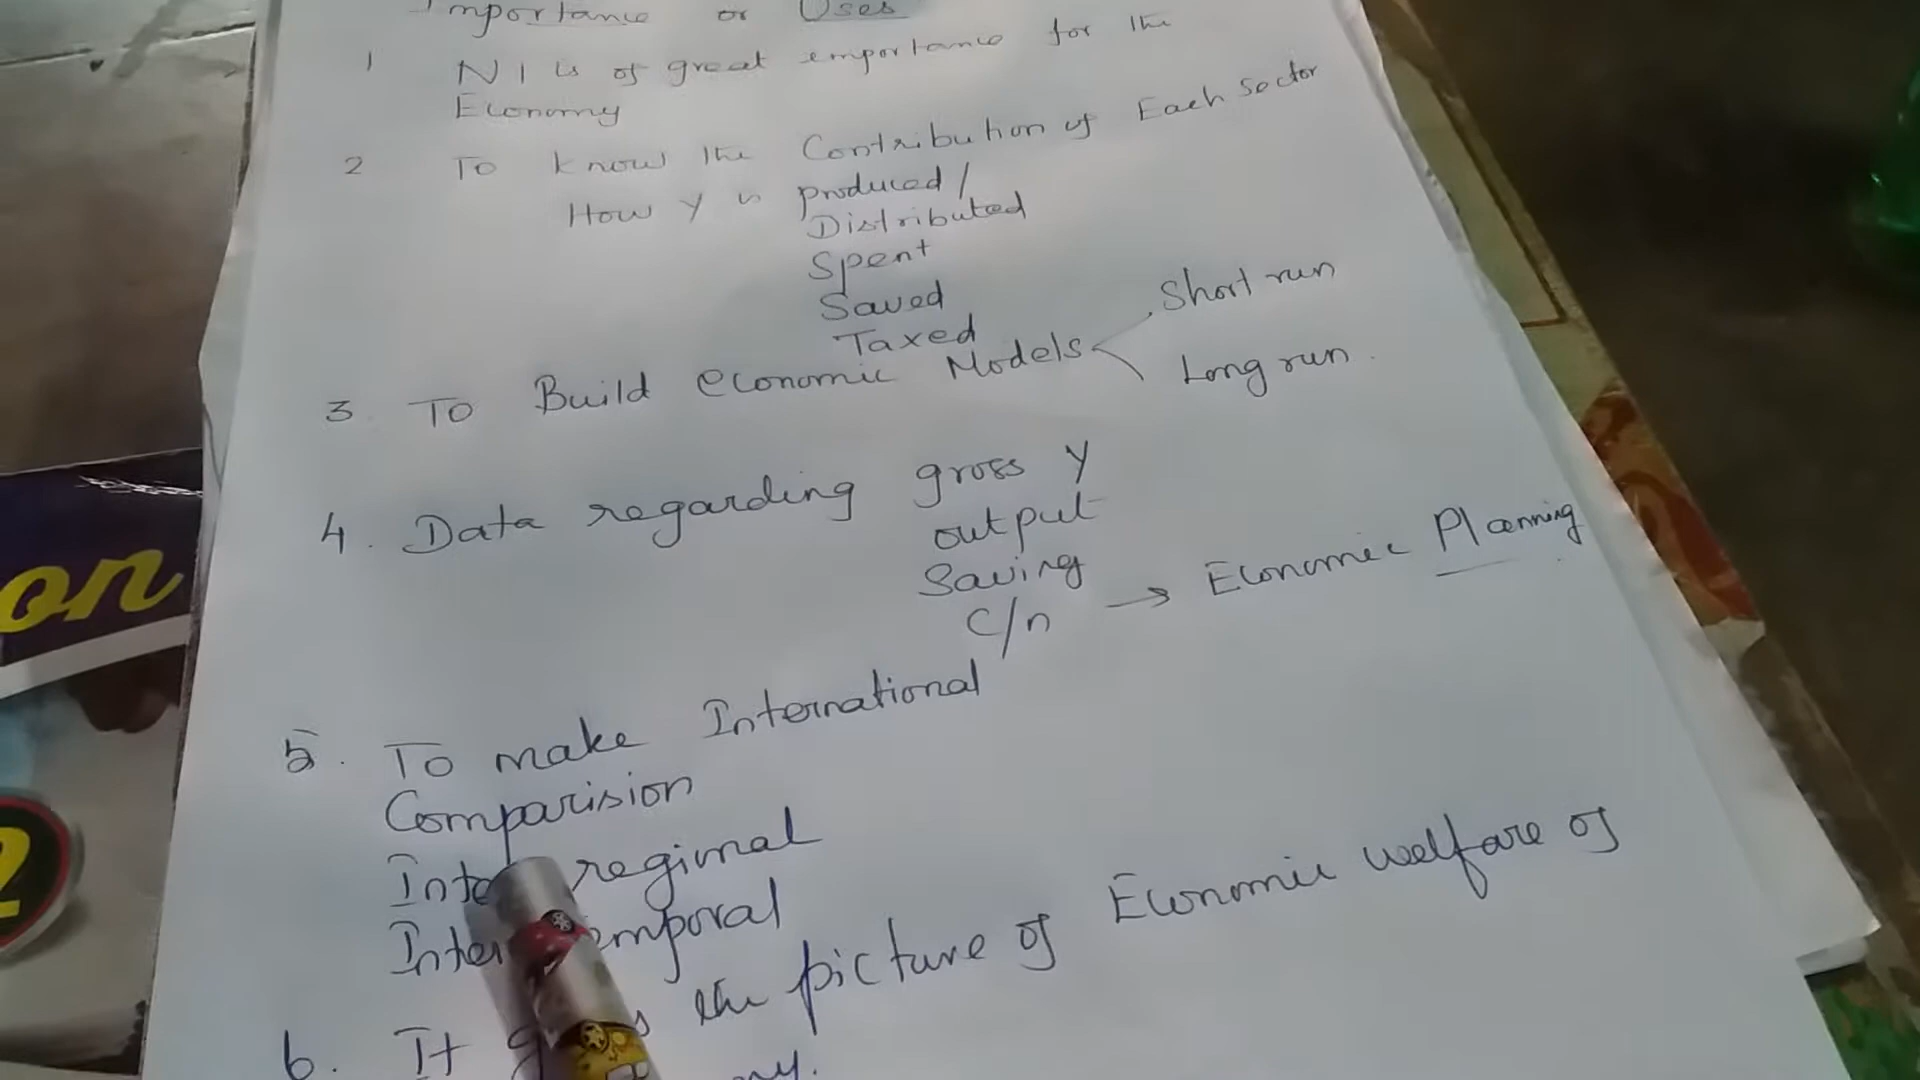 Importance or Uses
1 NI is of great emportance for the
Economy
2 To know the Contribution of Each Sector
How Y is produced /
Distributed
Spent
Saved
Taxed
3 To Build economic Models Short run
Long run.
4. Data regarding gross Y
output
Saving
C/n → Economic Planning
5. To make International
Comparision
regional
6. It the picture of Economic welfare of
on
2